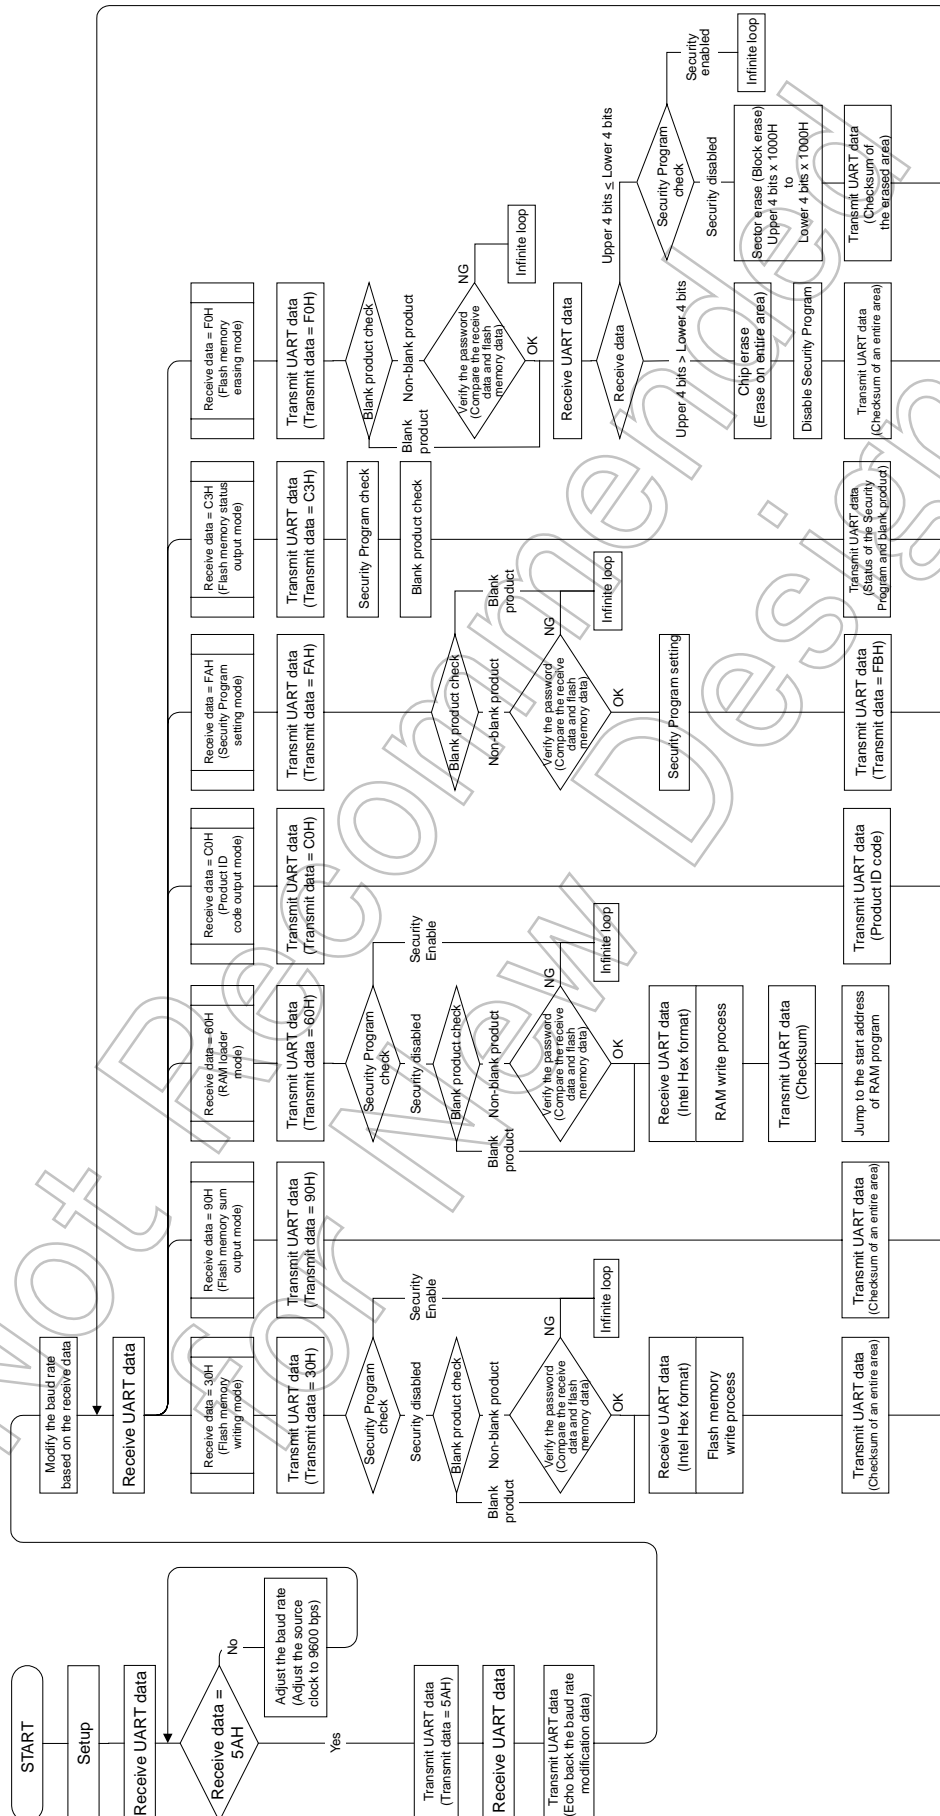 START
Setup
Receive UART data
Receive data =
5AH
No
Adjust the baud rate
(Adjust the source
clock to 9600 bps)
Yes
Transmit UART data
(Transmit data = 5AH)
Receive UART data
Transmit UART data
(Echo back the baud rate
modification data)
Modify the baud rate
based on the receive data
Receive UART data
Receive data = 30H
(Flash memory
writing mode)
Transmit UART data
(Transmit data = 30H)
Security Program
check
Security
Enable
Security disabled
Blank product check
Blank
product
Non-blank product
Verify the password
(Compare the receive
data and flash
memory data)
NG
Infinite loop
OK
Receive UART data
(Intel Hex format)
Flash memory
write process
Transmit UART data
(Checksum of an entire area)
Receive data = 90H
(Flash memory sum
output mode)
Transmit UART data
(Transmit data = 90H)
Transmit UART data
(Checksum of an entire area)
Receive data = 60H
(RAM loader
mode)
Transmit UART data
(Transmit data = 60H)
Security Program
check
Security
Enable
Security disabled
Blank product check
Blank
product
Non-blank product
Verify the password
(Compare the receive
data and flash
memory data)
NG
Infinite loop
OK
Receive UART data
(Intel Hex format)
RAM write process
Transmit UART data
(Checksum)
Jump to the start address
of RAM program
Receive data = C0H
(Product ID
code output mode)
Transmit UART data
(Transmit data = C0H)
Transmit UART data
(Product ID code)
Receive data = FAH
(Security Program
setting mode)
Transmit UART data
(Transmit data = FAH)
Blank product check
Blank
product
Non-blank product
Verify the password
(Compare the receive
data and flash
memory data)
NG
Infinite loop
OK
Security Program setting
Transmit UART data
(Transmit data = FBH)
Receive data = C3H
(Flash memory status
output mode)
Transmit UART data
(Transmit data = C3H)
Security Program check
Blank product check
Transmit UART data
(Status of the Security
Program and blank product)
Receive data = F0H
(Flash memory
erasing mode)
Transmit UART data
(Transmit data = F0H)
Blank product check
Blank
product
Non-blank product
Verify the password
(Compare the receive
data and flash
memory data)
NG
Infinite loop
OK
Receive UART data
Receive data
Upper 4 bits > Lower 4 bits
Chip erase
(Erase on entire area)
Disable Security Program
Transmit UART data
(Checksum of an entire area)
Upper 4 bits ≤ Lower 4 bits
Security Program
check
Security
enabled
Infinite loop
Security disabled
Sector erase (Block erase)
Upper 4 bits x 1000H
to
Lower 4 bits x 1000H
Transmit UART data
(Checksum of
the erased area)
Not Recommended
for New Design